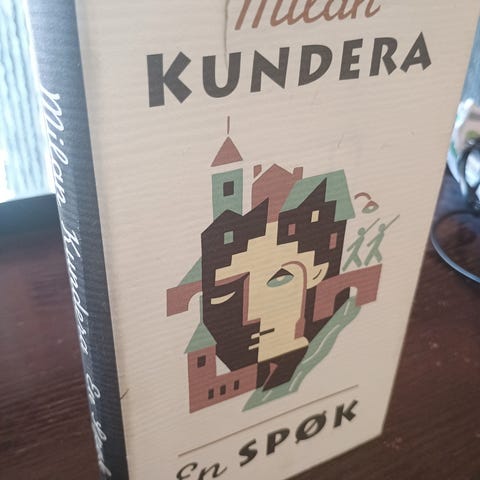 Milan
KUNDERA
En SPØK
Milan Kundera En Spøk